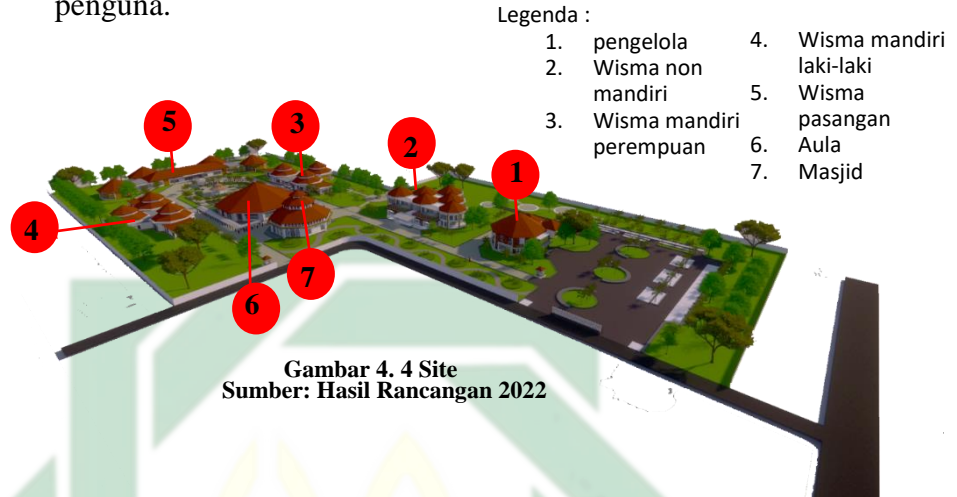 penguna.
Legenda :
1. pengelola
2. Wisma non
mandiri
3. Wisma mandiri
perempuan
4. Wisma mandiri
laki-laki
5. Wisma
pasangan
6. Aula
7. Masjid
5
3
2
1
4
7
6
Gambar 4. 4 Site
Sumber: Hasil Rancangan 2022